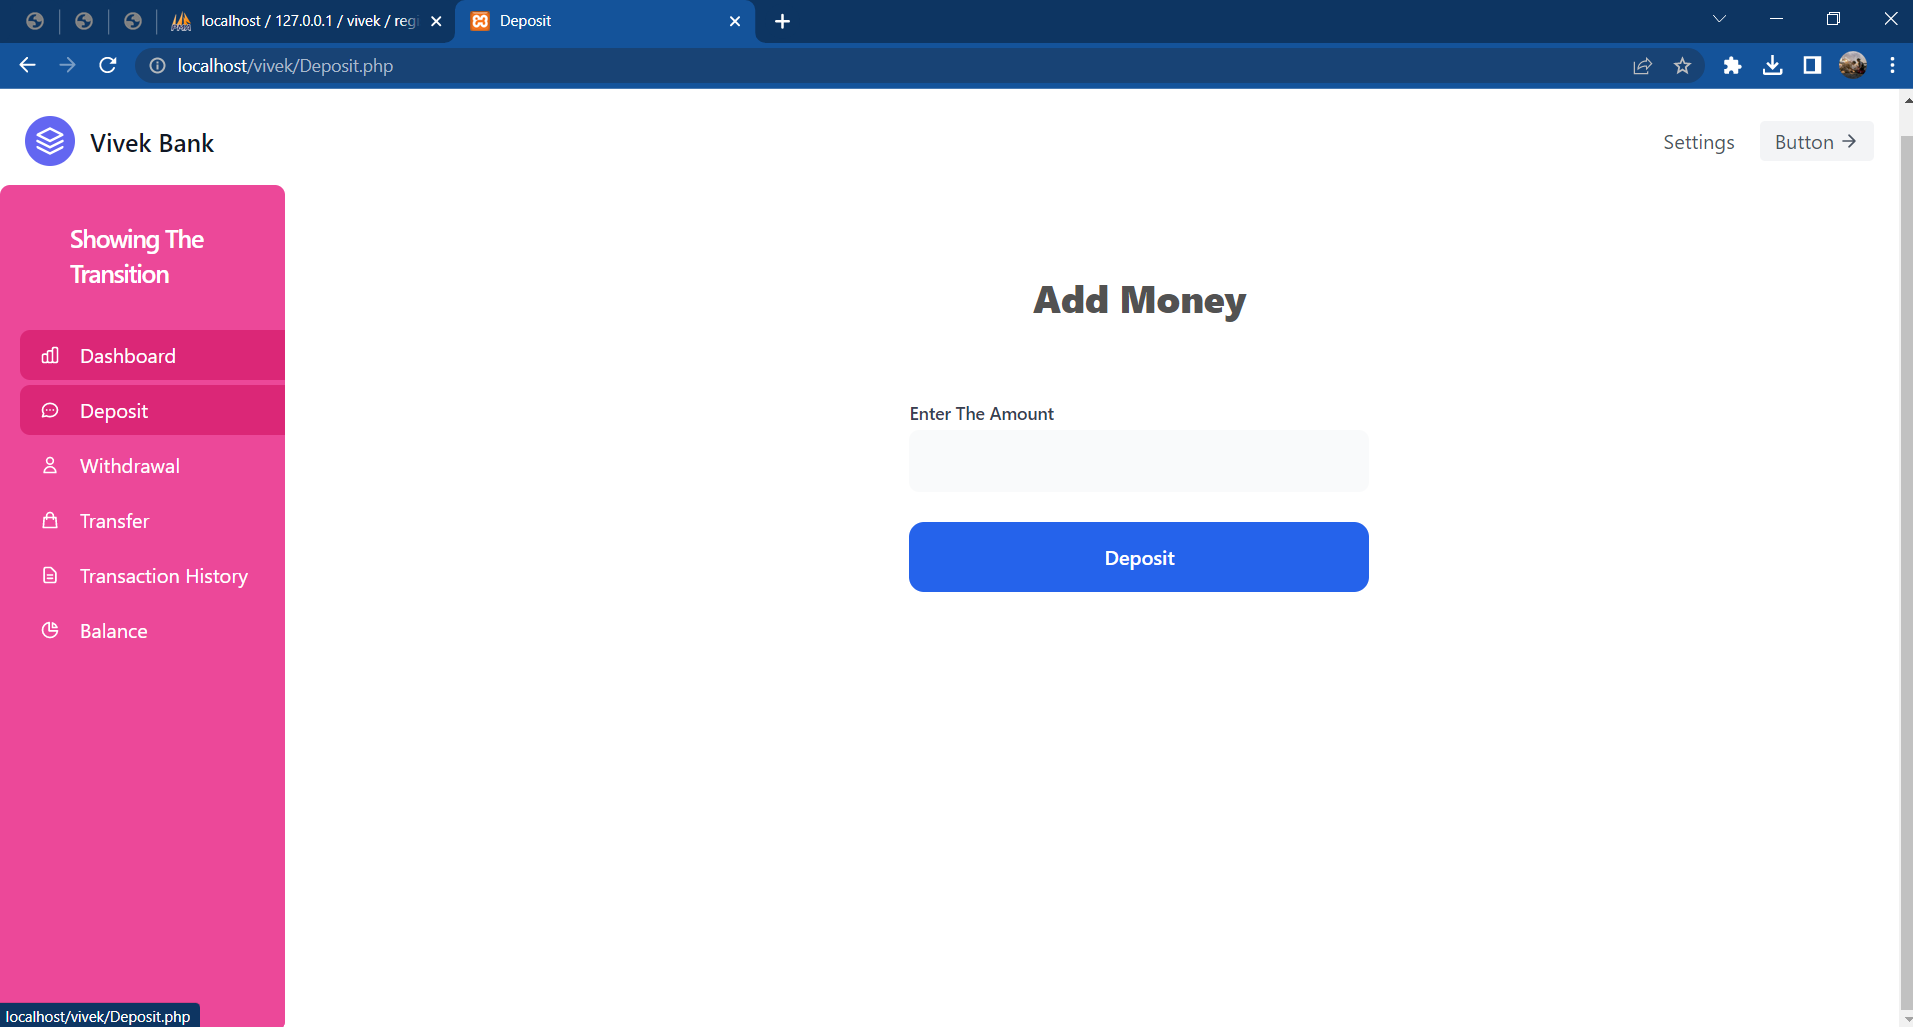 localhost / 127.0.0.1 / vivek / regi
Deposit
localhost/vivek/Deposit.php
Vivek Bank
Settings
Button →
Showing The
Transition
Dashboard
Deposit
Withdrawal
Transfer
Transaction History
Balance
Add Money
Enter The Amount
Deposit
localhost/vivek/Deposit.php